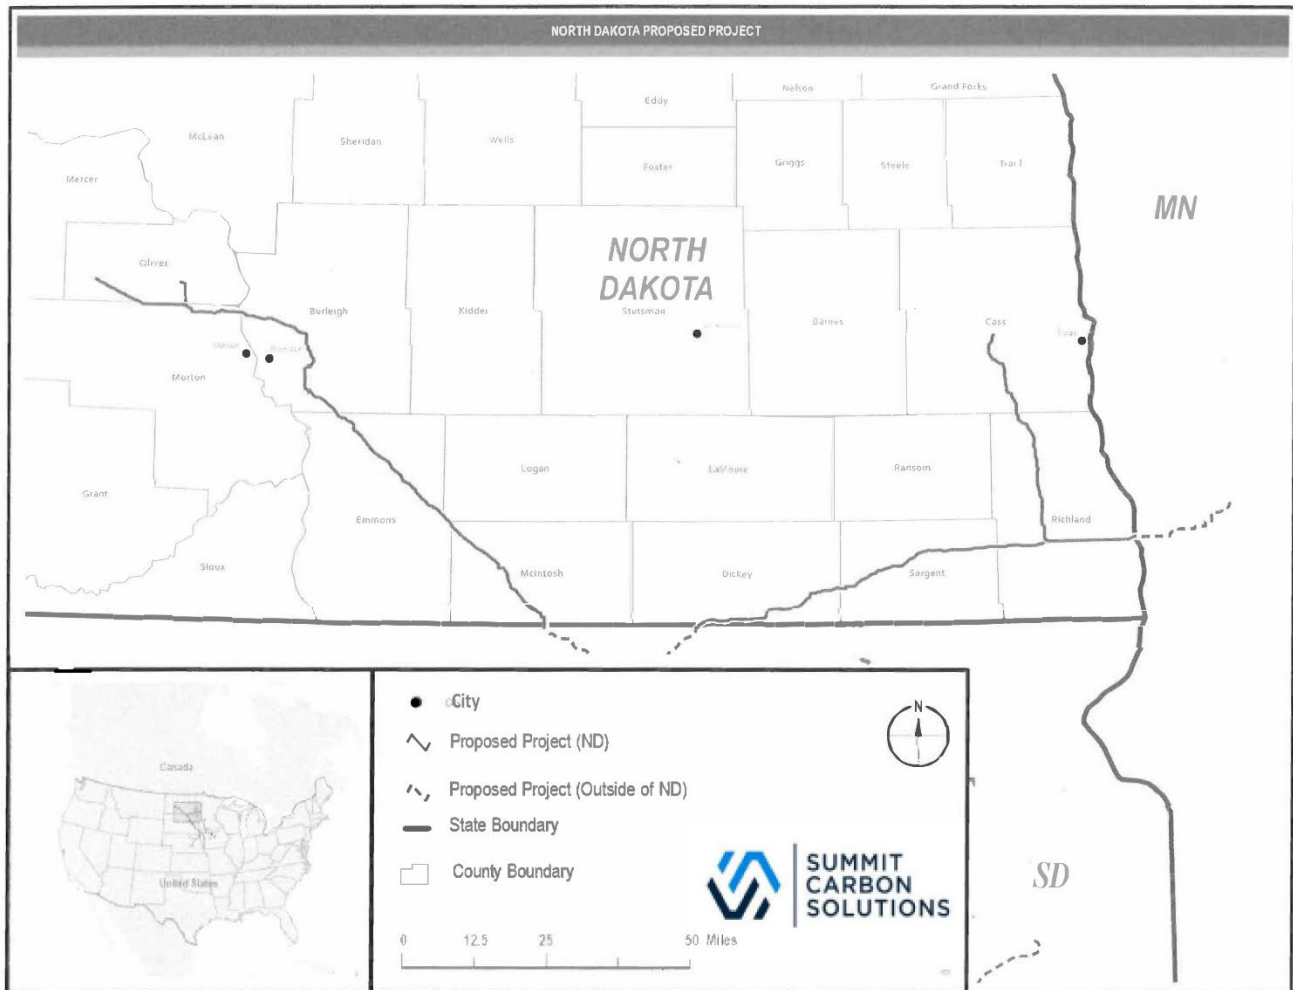 NORTH DAKOTA PROPOSED PROJECT
Nelson
Grand Forks
Eddy
McLean
Sheridan
Wells
Foster
Griggs
Steele
Mercer
MN
NORTH
DAKOTA
Oliver
Burleigh
Kidder
Stutsman
Barnes
Cass
Morton
Logan
LaMoure
Ransom
Grant
Emmons
Richland
Sioux
McIntosh
Dickey
Sargent
City
Proposed Project (ND)
Proposed Project (Outside of ND)
State Boundary
County Boundary
N
0 12.5 25 50 Miles
SUMMIT
CARBON
SOLUTIONS
Canada
United States
SD